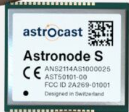 astrocast
Astronode S
ANS2114AS1000025
AST50101-00
FCC ID 2A269-01001
Designed in Switzerland